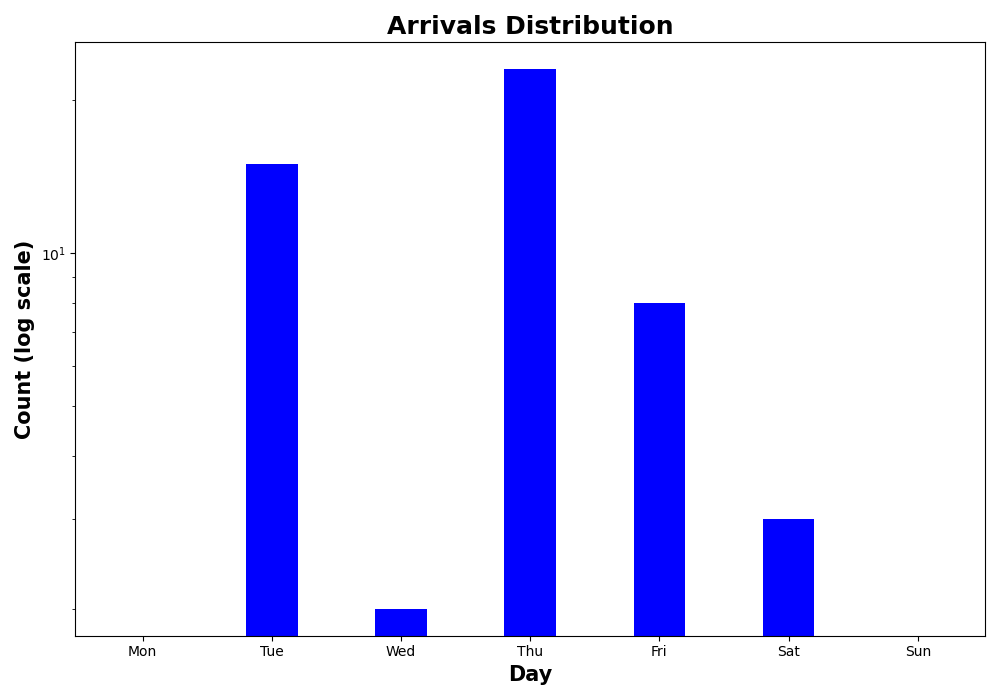 Arrivals Distribution
Count (log scale)
10¹
Mon Tue Wed Thu Fri Sat Sun
Day